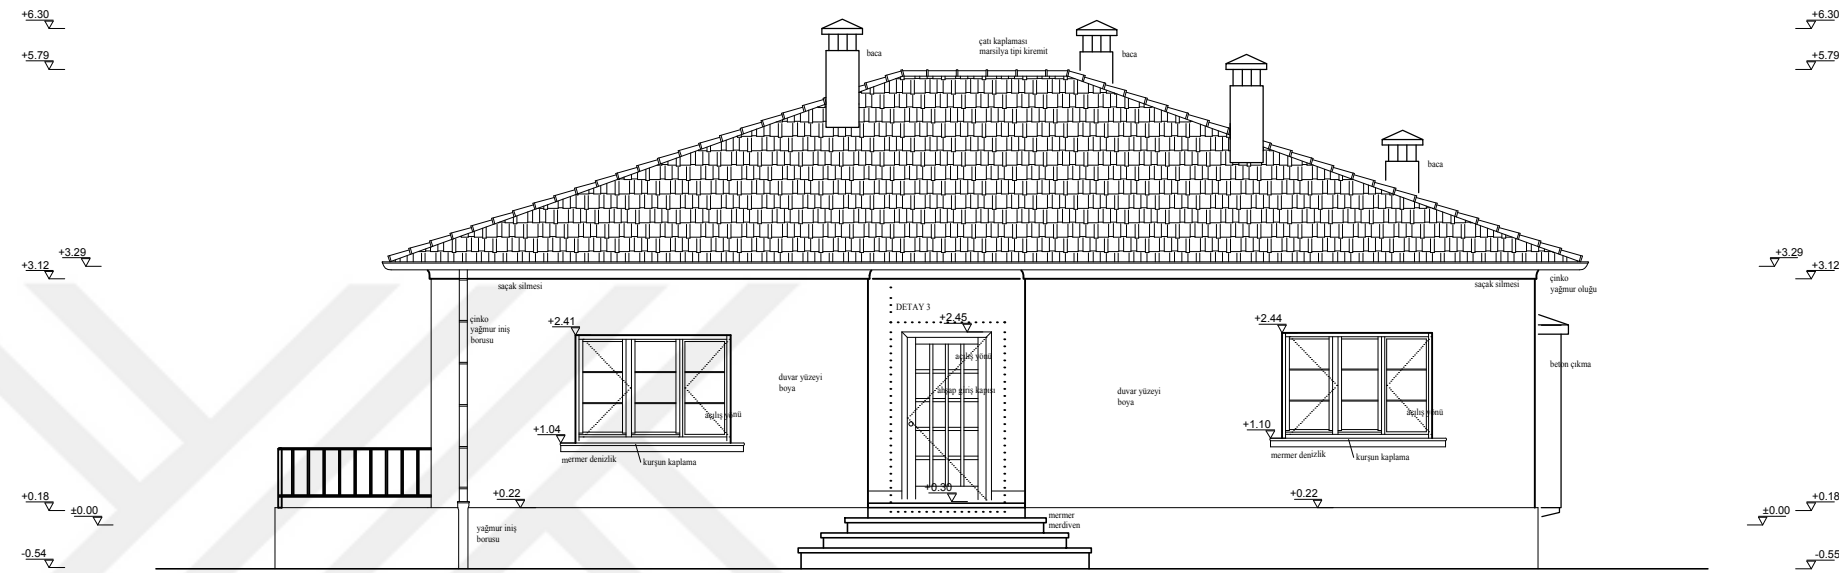 +6.30
+6.30
çatı kaplaması
marsilya tipi kiremit
baca
baca
+5.79
+5.79
baca
+3.29
+3.29
+3.12
+3.12
saçak silmesi
saçak silmesi
çinko
yağmur oluğu
DETAY 3
çinko
yağmur iniş
borusu
+2.41
+2.45
+2.44
açılış yönü
beton çıkma
duvar yüzeyi
boya
ahşap giriş kapısı
duvar yüzeyi
boya
açılış yönü
açılış yönü
+1.04
+1.10
mermer denizlik
kurşun kaplama
mermer denizlik
kurşun kaplama
+0.18
+0.22
+0.30
+0.22
+0.18
±0.00
±0.00
mermer
merdiven
yağmur iniş
borusu
-0.54
-0.55